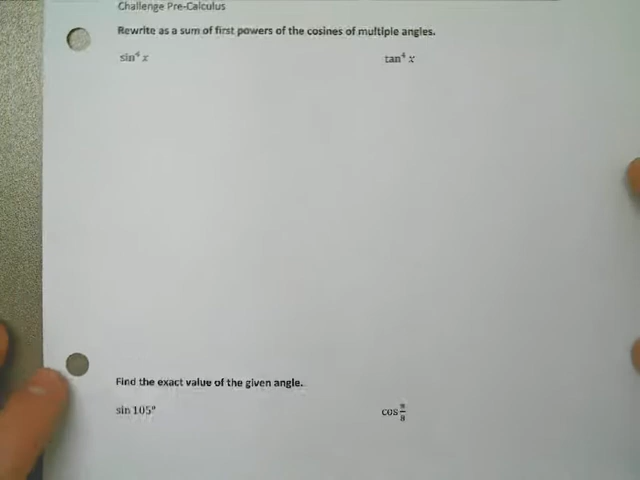 Challenge Pre-Calculus
Rewrite as a sum of first powers of the cosines of multiple angles.
sin⁴ x
tan⁴ x
Find the exact value of the given angle.
sin 105°
cos π/8